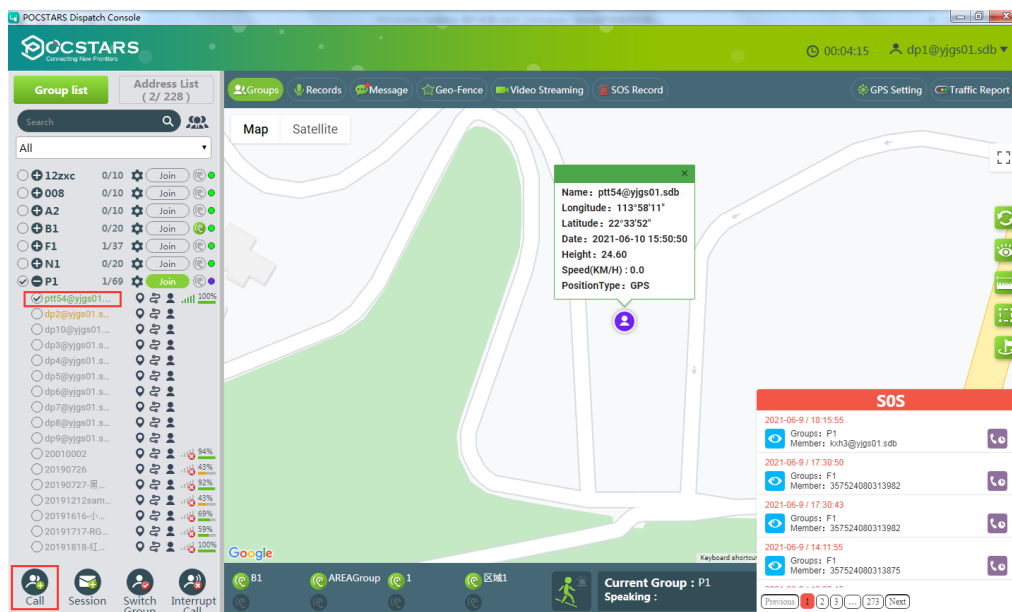 POCSTARS Dispatch Console
POCSTARS
Connecting New Frontiers
00:04:15
dp1@yjgs01.sdb
Group list
Address List
( 2/ 228 )
Groups
Records
Message
Geo-Fence
Video Streaming
SOS Record
GPS Setting
Traffic Report
Search
All
12zxc 0/10 Join
008 0/10 Join
A2 0/10 Join
B1 0/20 Join
F1 1/37 Join
N1 0/20 Join
P1 1/69 Join
ptt54@yjgs01.... 100%
dp2@yjgs01.s...
dp10@yjgs01....
dp3@yjgs01.s...
dp4@yjgs01.s...
dp5@yjgs01.s...
dp6@yjgs01.s...
dp7@yjgs01.s...
dp8@yjgs01.s...
dp9@yjgs01.s...
20010002 94%
20190726 43%
20190727-黑... 92%
20191212sam... 43%
20191616-小... 69%
20191717-RG... 59%
20191818-红... 100%
Call
Session
Switch
Group
Interrupt
Call
Map
Satellite
×
Name: ptt54@yjgs01.sdb
Longitude: 113°58'11"
Latitude: 22°33'52"
Date: 2021-06-10 15:50:50
Height: 24.60
Speed(KM/H) : 0.0
PositionType: GPS
Google
Keyboard shortcu
SOS
2021-06-9 / 18:15:55
Groups: P1
Member: kxh3@yjgs01.sdb
2021-06-9 / 17:30:50
Groups: F1
Member: 357524080313982
2021-06-9 / 17:30:43
Groups: F1
Member: 357524080313982
2021-06-9 / 14:11:55
Groups: F1
Member: 357524080313875
Previous 1 2 3 ... 273 Next
B1
AREAGroup
1
区域1
Current Group : P1
Speaking :